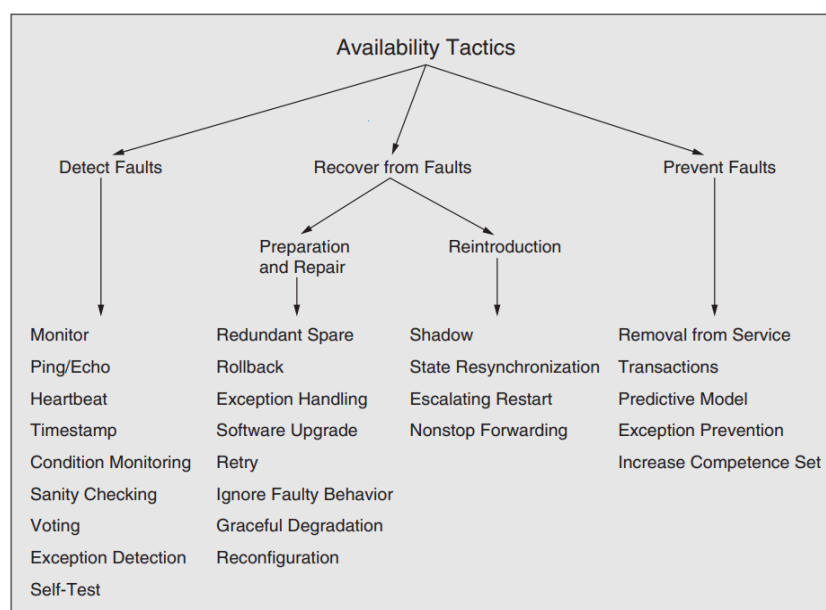 Availability Tactics
Detect Faults
Recover from Faults
Prevent Faults
Preparation
and Repair
Reintroduction
Monitor
Ping/Echo
Heartbeat
Timestamp
Condition Monitoring
Sanity Checking
Voting
Exception Detection
Self-Test
Redundant Spare
Rollback
Exception Handling
Software Upgrade
Retry
Ignore Faulty Behavior
Graceful Degradation
Reconfiguration
Shadow
State Resynchronization
Escalating Restart
Nonstop Forwarding
Removal from Service
Transactions
Predictive Model
Exception Prevention
Increase Competence Set